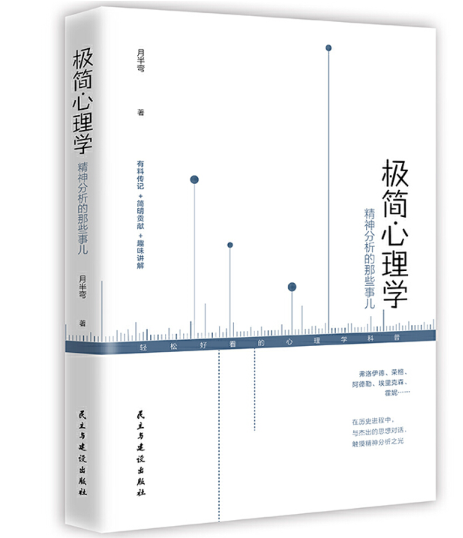 极简心理学
精神分析的那些事儿
月半弯
著
民主与建设出版社
月半弯
著
有料传记+简明贡献+趣味讲解
极简心理学
精神分析的那些事儿
轻松好看的心理学科普
弗洛伊德、荣格、
阿德勒、埃里克森、
霍妮……
在历史进程中,
与杰出的思想对话,
触摸精神分析之光
民主与建设出版社